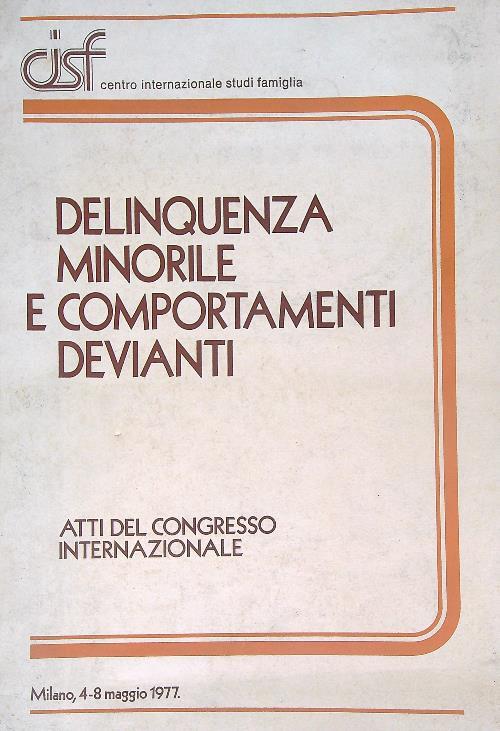 cisf centro internazionale studi famiglia
DELINQUENZA
MINORILE
E COMPORTAMENTI
DEVIANTI
ATTI DEL CONGRESSO
INTERNAZIONALE
Milano, 4-8 maggio 1977.